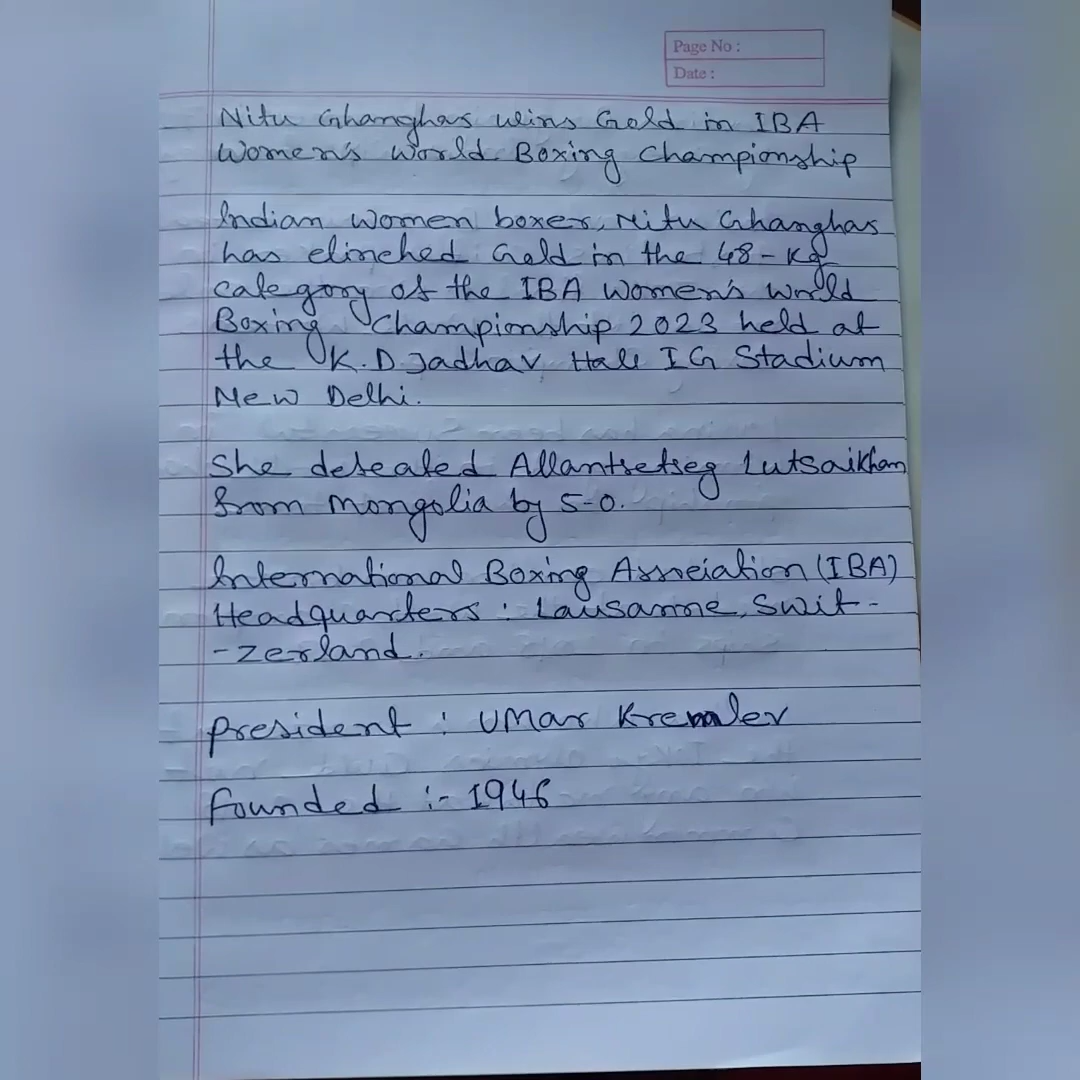 Page No :
Date :
Nitu Ghanghas wins Gold in IBA
Women's World Boxing Championship
Indian Women boxer, Nitu Ghanghas
has clinched Gold in the 48-Kg
category of the IBA Women's World
Boxing Championship 2023 held at
the K.D Jadhav Hall IG Stadium
New Delhi.
She defeated Allantsetseg Lutsaikhan
from Mongolia by 5-0.
International Boxing Association (IBA)
Headquarters : Lausanne, Swit-
-zerland.
President : UMar Kremlev
Founded :- 1946